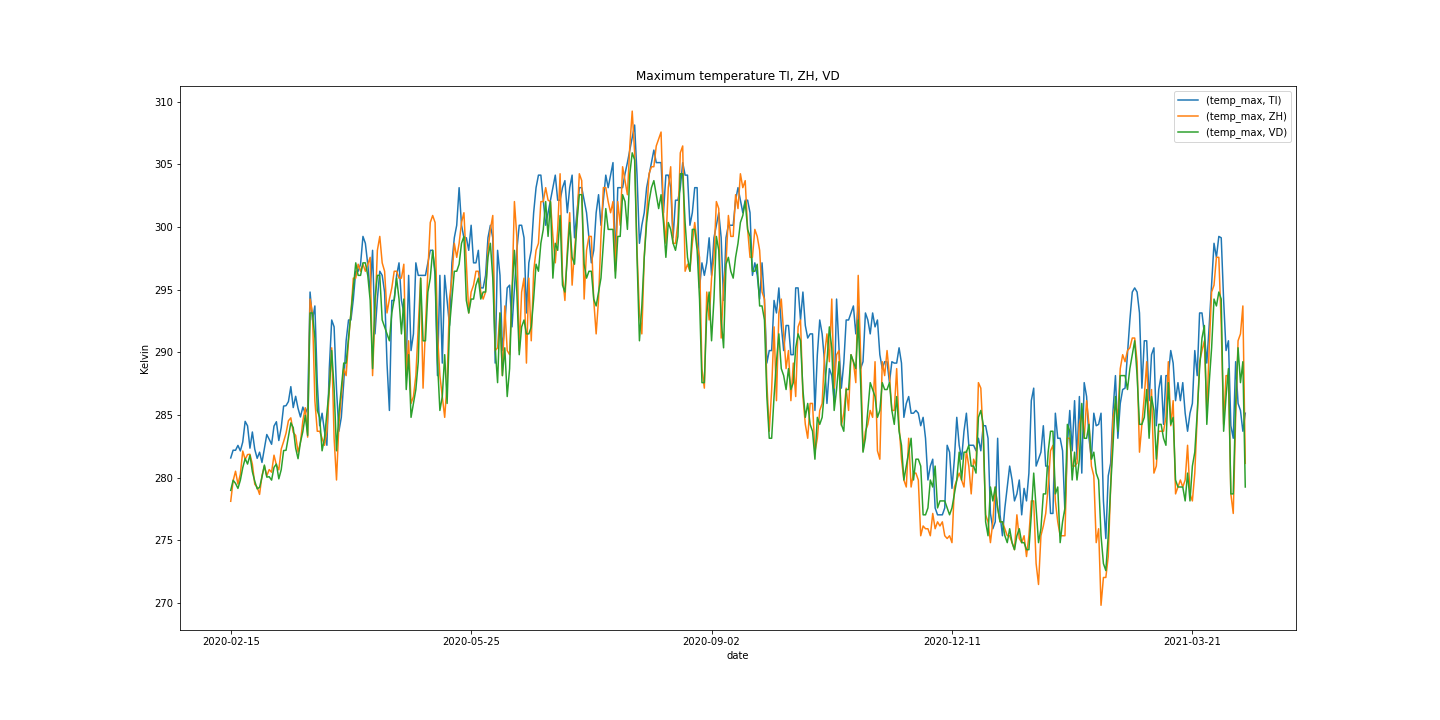 Maximum temperature TI, ZH, VD
(temp_max, TI)
(temp_max, ZH)
(temp_max, VD)
Kelvin
310
305
300
295
290
285
280
275
270
2020-02-15
2020-05-25
2020-09-02
2020-12-11
2021-03-21
date